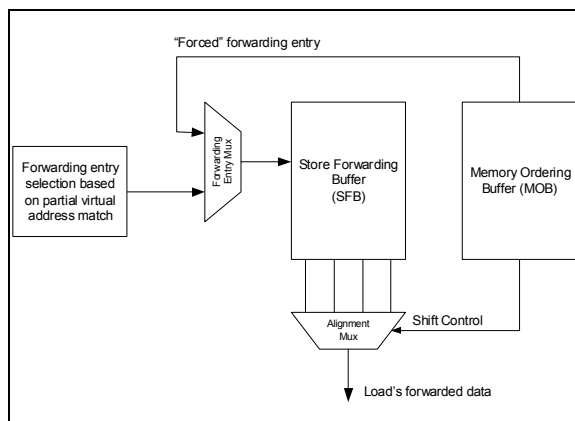 “Forced” forwarding entry
Forwarding entry
selection based
on partial virtual
address match
Forwarding
Entry Mux
Store Forwarding
Buffer
(SFB)
Memory Ordering
Buffer (MOB)
Alignment
Mux
Shift Control
Load’s forwarded data